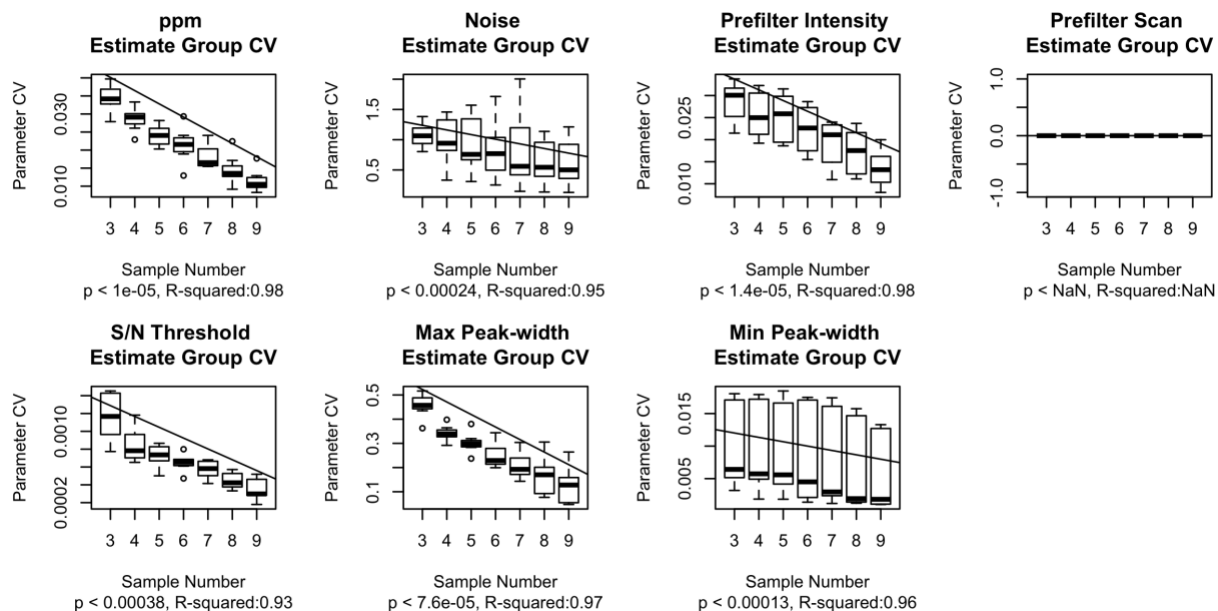 ppm
Estimate Group CV
Parameter CV
0.010
0.030
3 4 5 6 7 8 9
Sample Number
p < 1e-05, R-squared:0.98
Noise
Estimate Group CV
Parameter CV
0.5
1.5
3 4 5 6 7 8 9
Sample Number
p < 0.00024, R-squared:0.95
Prefilter Intensity
Estimate Group CV
Parameter CV
0.010
0.025
3 4 5 6 7 8 9
Sample Number
p < 1.4e-05, R-squared:0.98
Prefilter Scan
Estimate Group CV
Parameter CV
-1.0
0.0
1.0
3 4 5 6 7 8 9
Sample Number
p < NaN, R-squared:NaN
S/N Threshold
Estimate Group CV
Parameter CV
0.0002
0.0010
3 4 5 6 7 8 9
Sample Number
p < 0.00038, R-squared:0.93
Max Peak-width
Estimate Group CV
Parameter CV
0.1
0.3
0.5
3 4 5 6 7 8 9
Sample Number
p < 7.6e-05, R-squared:0.97
Min Peak-width
Estimate Group CV
Parameter CV
0.005
0.015
3 4 5 6 7 8 9
Sample Number
p < 0.00013, R-squared:0.96